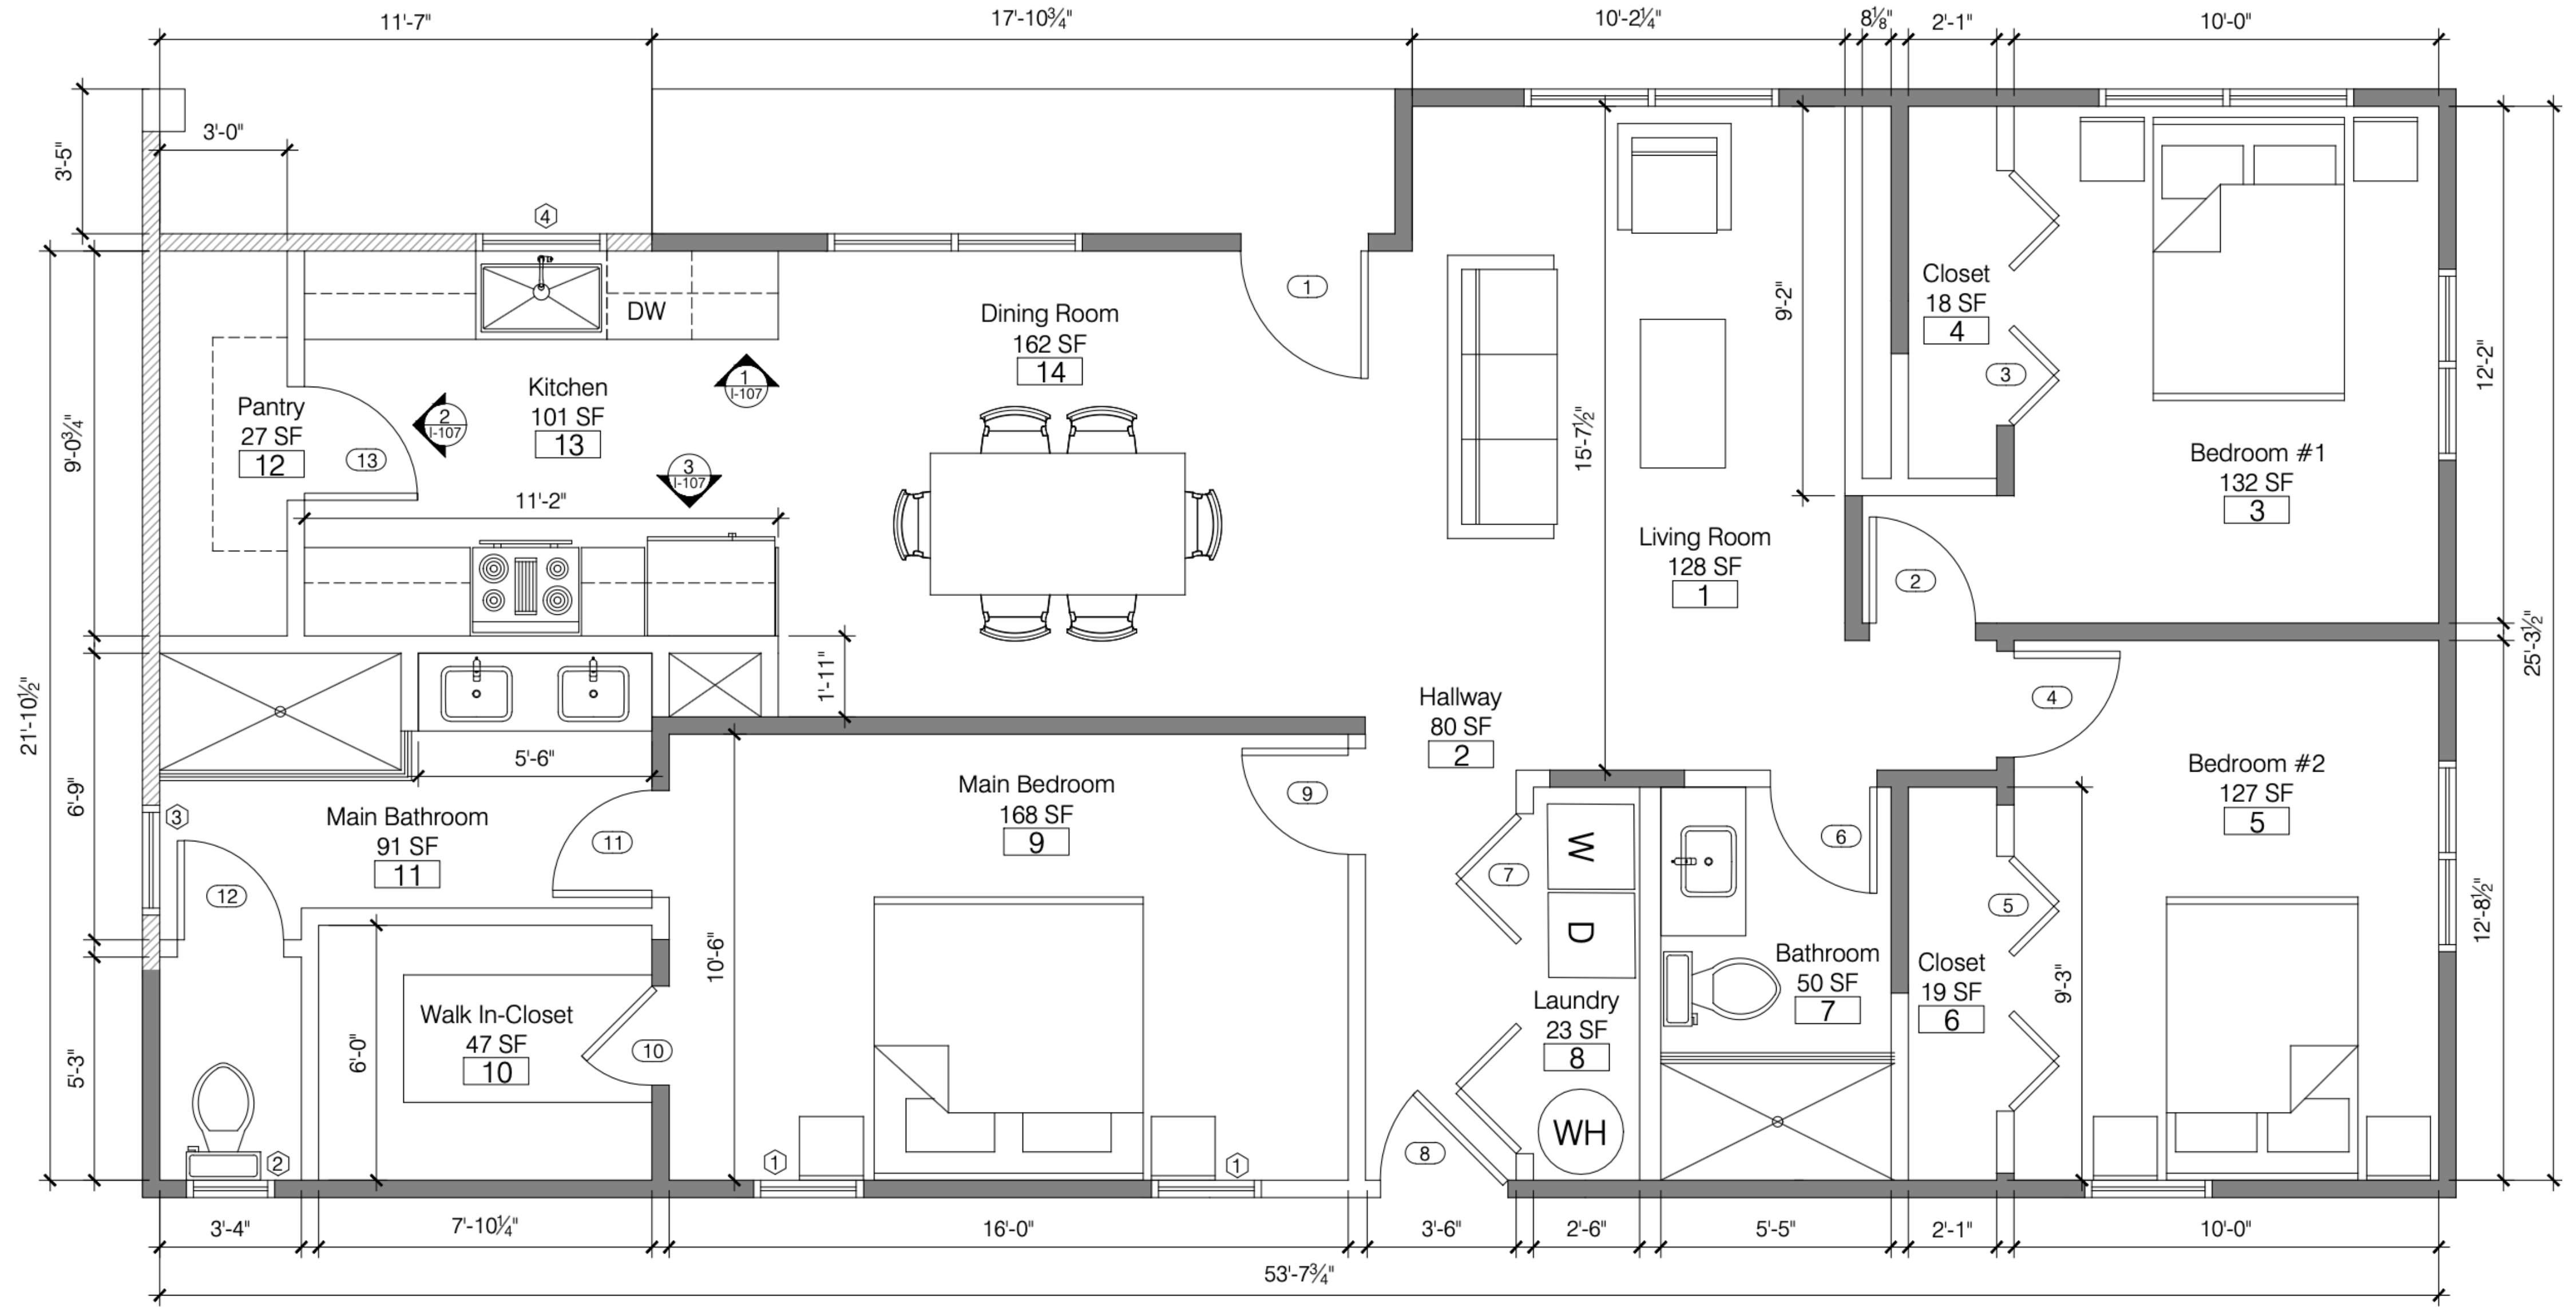 11'-7"
17'-10¾"
10'-2¼"
8⅛"
2'-1"
10'-0"
3'-5"
3'-0"
4
DW
1
Dining Room
162 SF
14
Closet
18 SF
4
3
9'-2"
12'-2"
25'-3½"
Bedroom #1
132 SF
3
Pantry
27 SF
12
13
Kitchen
101 SF
13
1
I-107
2
I-107
3
I-107
11'-2"
9'-0¾"
21'-10½"
15'-7½"
Living Room
128 SF
1
2
1'-11"
Hallway
80 SF
2
4
5'-6"
6'-9"
3
Main Bathroom
91 SF
11
11
12
Main Bedroom
168 SF
9
9
10'-6"
7
W
D
6
Bathroom
50 SF
7
5
Closet
19 SF
6
9'-3"
Bedroom #2
127 SF
5
12'-8½"
5'-3"
6'-0"
Walk In-Closet
47 SF
10
10
Laundry
23 SF
8
WH
8
2
1
1
3'-4"
7'-10¼"
16'-0"
3'-6"
2'-6"
5'-5"
2'-1"
10'-0"
53'-7¾"